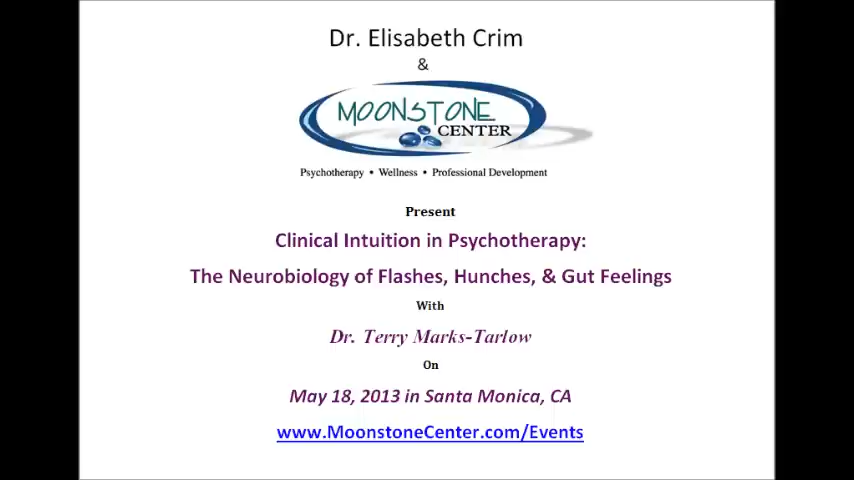 Dr. Elisabeth Crim
&
MOONSTONE
CENTER
Psychotherapy • Wellness • Professional Development
Present
Clinical Intuition in Psychotherapy:
The Neurobiology of Flashes, Hunches, & Gut Feelings
With
Dr. Terry Marks-Tarlow
On
May 18, 2013 in Santa Monica, CA
www.MoonstoneCenter.com/Events